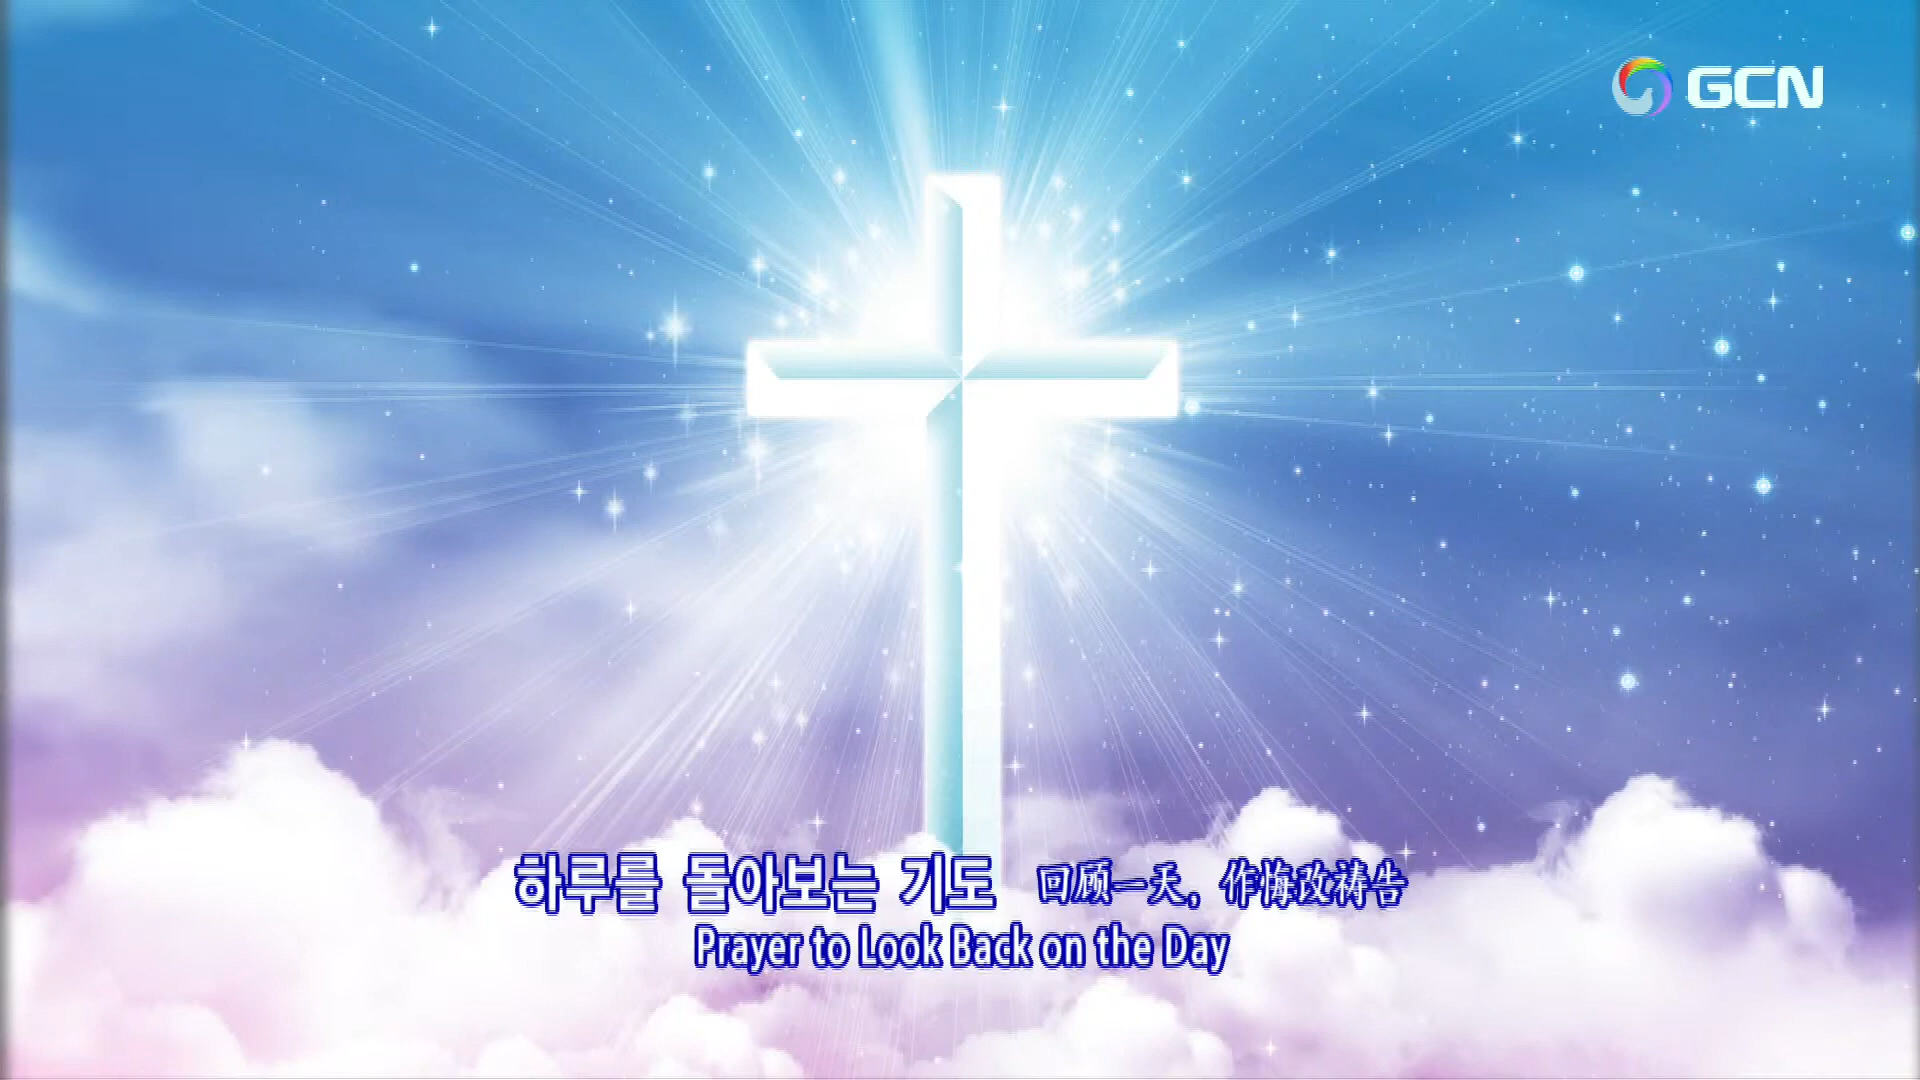 GCN
하루를 돌아보는 기도 回顾一天, 作悔改祷告
Prayer to Look Back on the Day